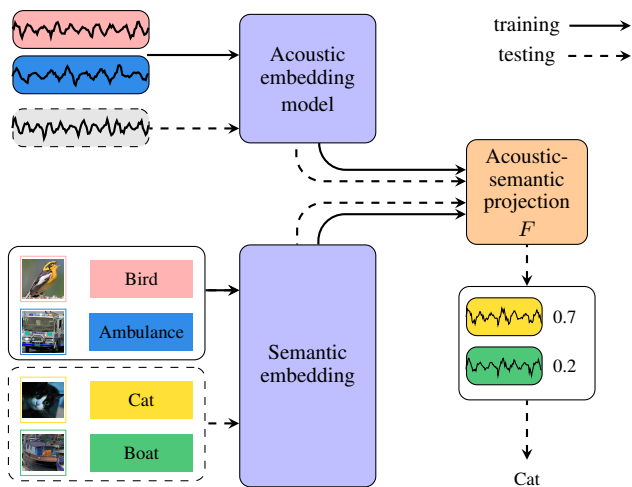 training
testing
Acoustic
embedding
model
Acoustic-
semantic
projection
F
Bird
Ambulance
Semantic
embedding
Cat
Boat
0.7
0.2
Cat